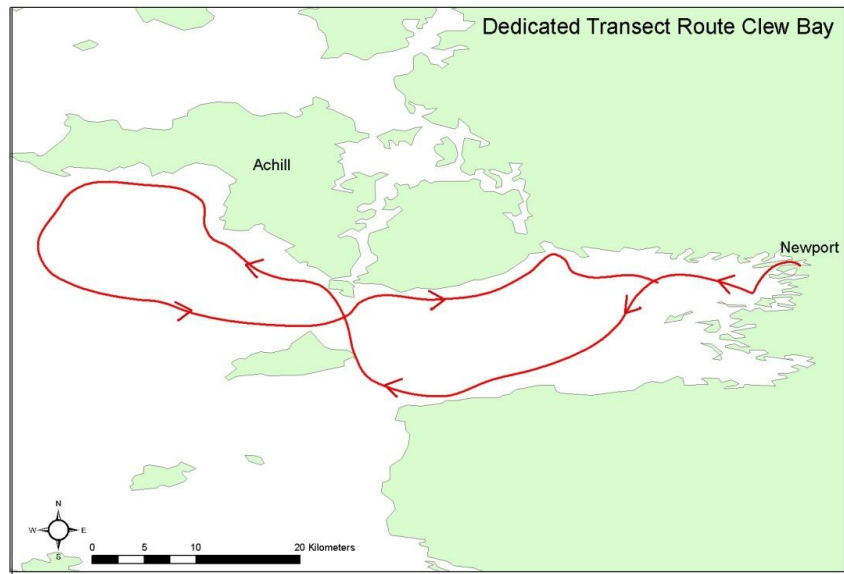 Dedicated Transect Route Clew Bay
Achill
Newport
N
W E
S
0 5 10 20 Kilometers